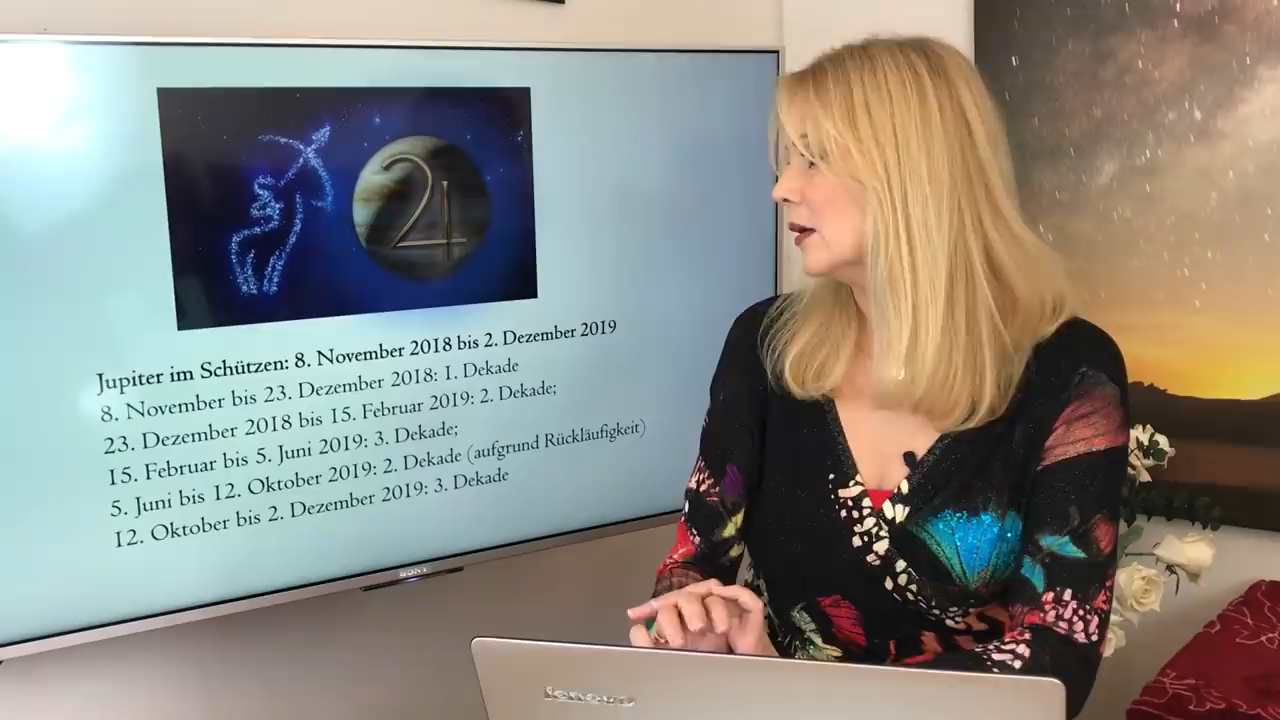 Jupiter im Schützen: 8. November 2018 bis 2. Dezember 2019
8. November bis 23. Dezember 2018: 1. Dekade
23. Dezember 2018 bis 15. Februar 2019: 2. Dekade;
15. Februar bis 5. Juni 2019: 3. Dekade;
5. Juni bis 12. Oktober 2019: 2. Dekade (aufgrund Rückläufigkeit)
12. Oktober bis 2. Dezember 2019: 3. Dekade
SONY
lenovo